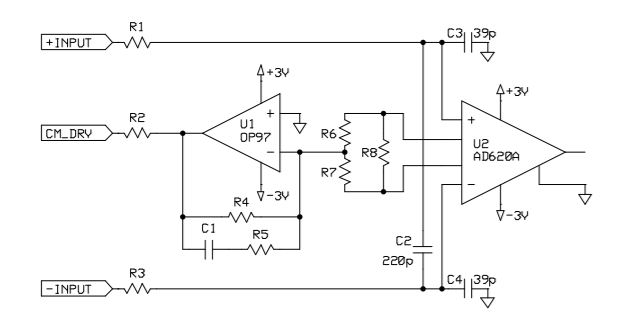 R1
C3 39p
+INPUT
+3V
+3V
R2
U1
OP97
+
-
R6
R8
R7
+
U2
AD620A
-
CM_DRV
-3V
-3V
R4
C1
R5
C2
220p
R3
C4 39p
-INPUT